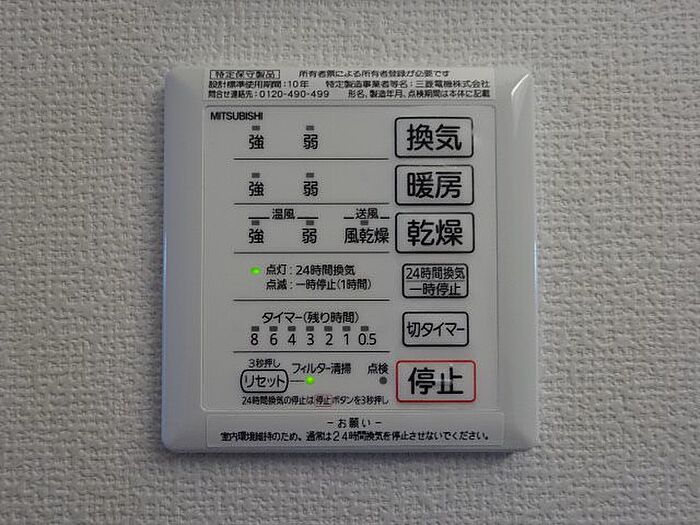 特定保守製品 所有者票による所有者登録が必要です
設計標準使用期間:10年 特定製造事業者等名:三菱電機株式会社
問合せ連絡先:0120-490-499 形名、製造年月、点検期間は本体に記載
MITSUBISHI
強 弱 換気
強 弱 暖房
温風 送風
強 弱 風乾燥 乾燥
点灯:24時間換気
点滅:一時停止(1時間)
24時間換気
一時停止
タイマー(残り時間)
8 6 4 3 2 1 0.5
切タイマー
3秒押し
リセット フィルター清掃 点検
停止
24時間換気の停止は停止ボタンを3秒押し
-お願い-
室内環境維持のため、通常は24時間換気を停止させないでください。